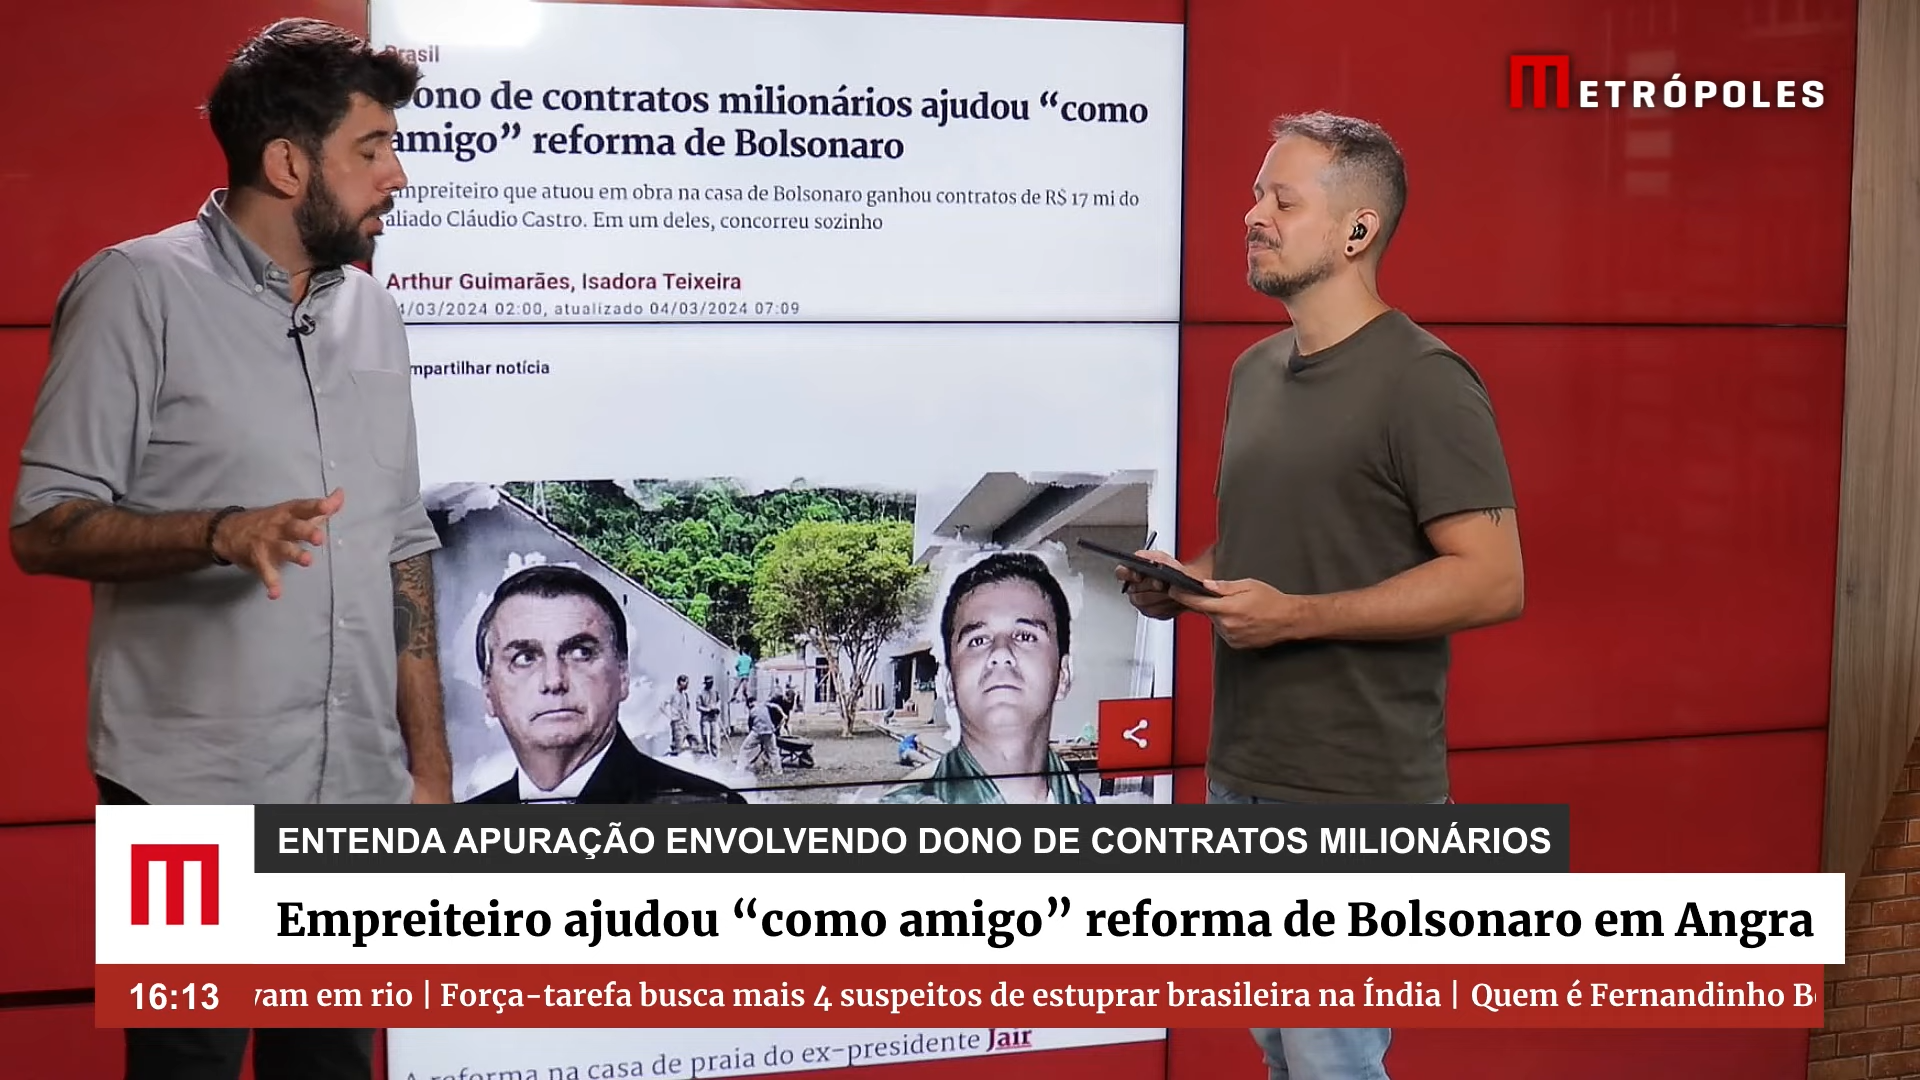 METRÓPOLES
Brasil
Dono de contratos milionários ajudou “como
amigo” reforma de Bolsonaro
empreiteiro que atuou em obra na casa de Bolsonaro ganhou contratos de R$ 17 mi do
aliado Cláudio Castro. Em um deles, concorreu sozinho
Arthur Guimarães, Isadora Teixeira
/03/2024 02:00, atualizado 04/03/2024 07:09
mpartilhar notícia
ENTENDA APURAÇÃO ENVOLVENDO DONO DE CONTRATOS MILIONÁRIOS
Empreiteiro ajudou “como amigo” reforma de Bolsonaro em Angra
16:13
vam em rio | Força-tarefa busca mais 4 suspeitos de estuprar brasileira na Índia | Quem é Fernandinho B
A reforma na casa de praia do ex-presidente Jair